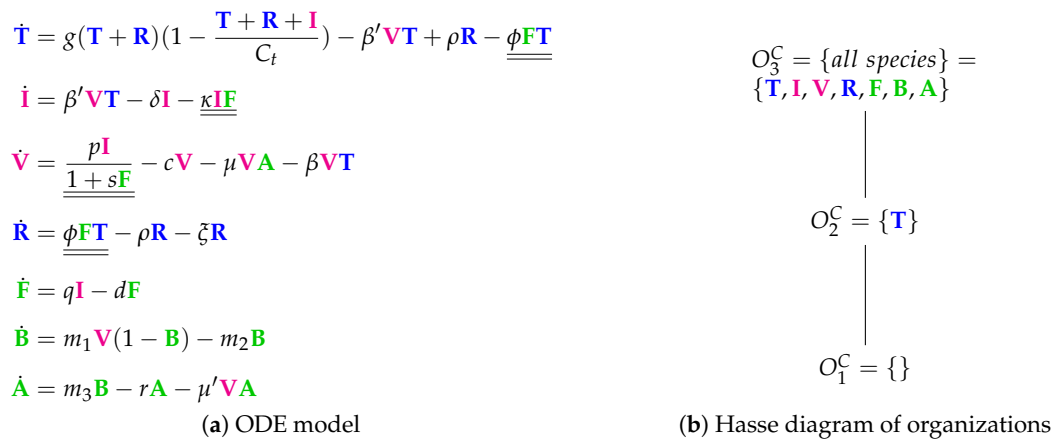 Ṫ = g(T + R)(1 − (T + R + I)/C_t) − β′VT + ρR − ϕFT
İ = β′VT − δI − κIF
V̇ = pI/(1 + sF) − cV − μVA − βVT
Ṙ = ϕFT − ρR − ξR
Ḟ = qI − dF
Ḃ = m₁V(1 − B) − m₂B
Ȧ = m₃B − rA − μ′VA
(a) ODE model
O₃^C = {all species} =
{T, I, V, R, F, B, A}
O₂^C = {T}
O₁^C = {}
(b) Hasse diagram of organizations